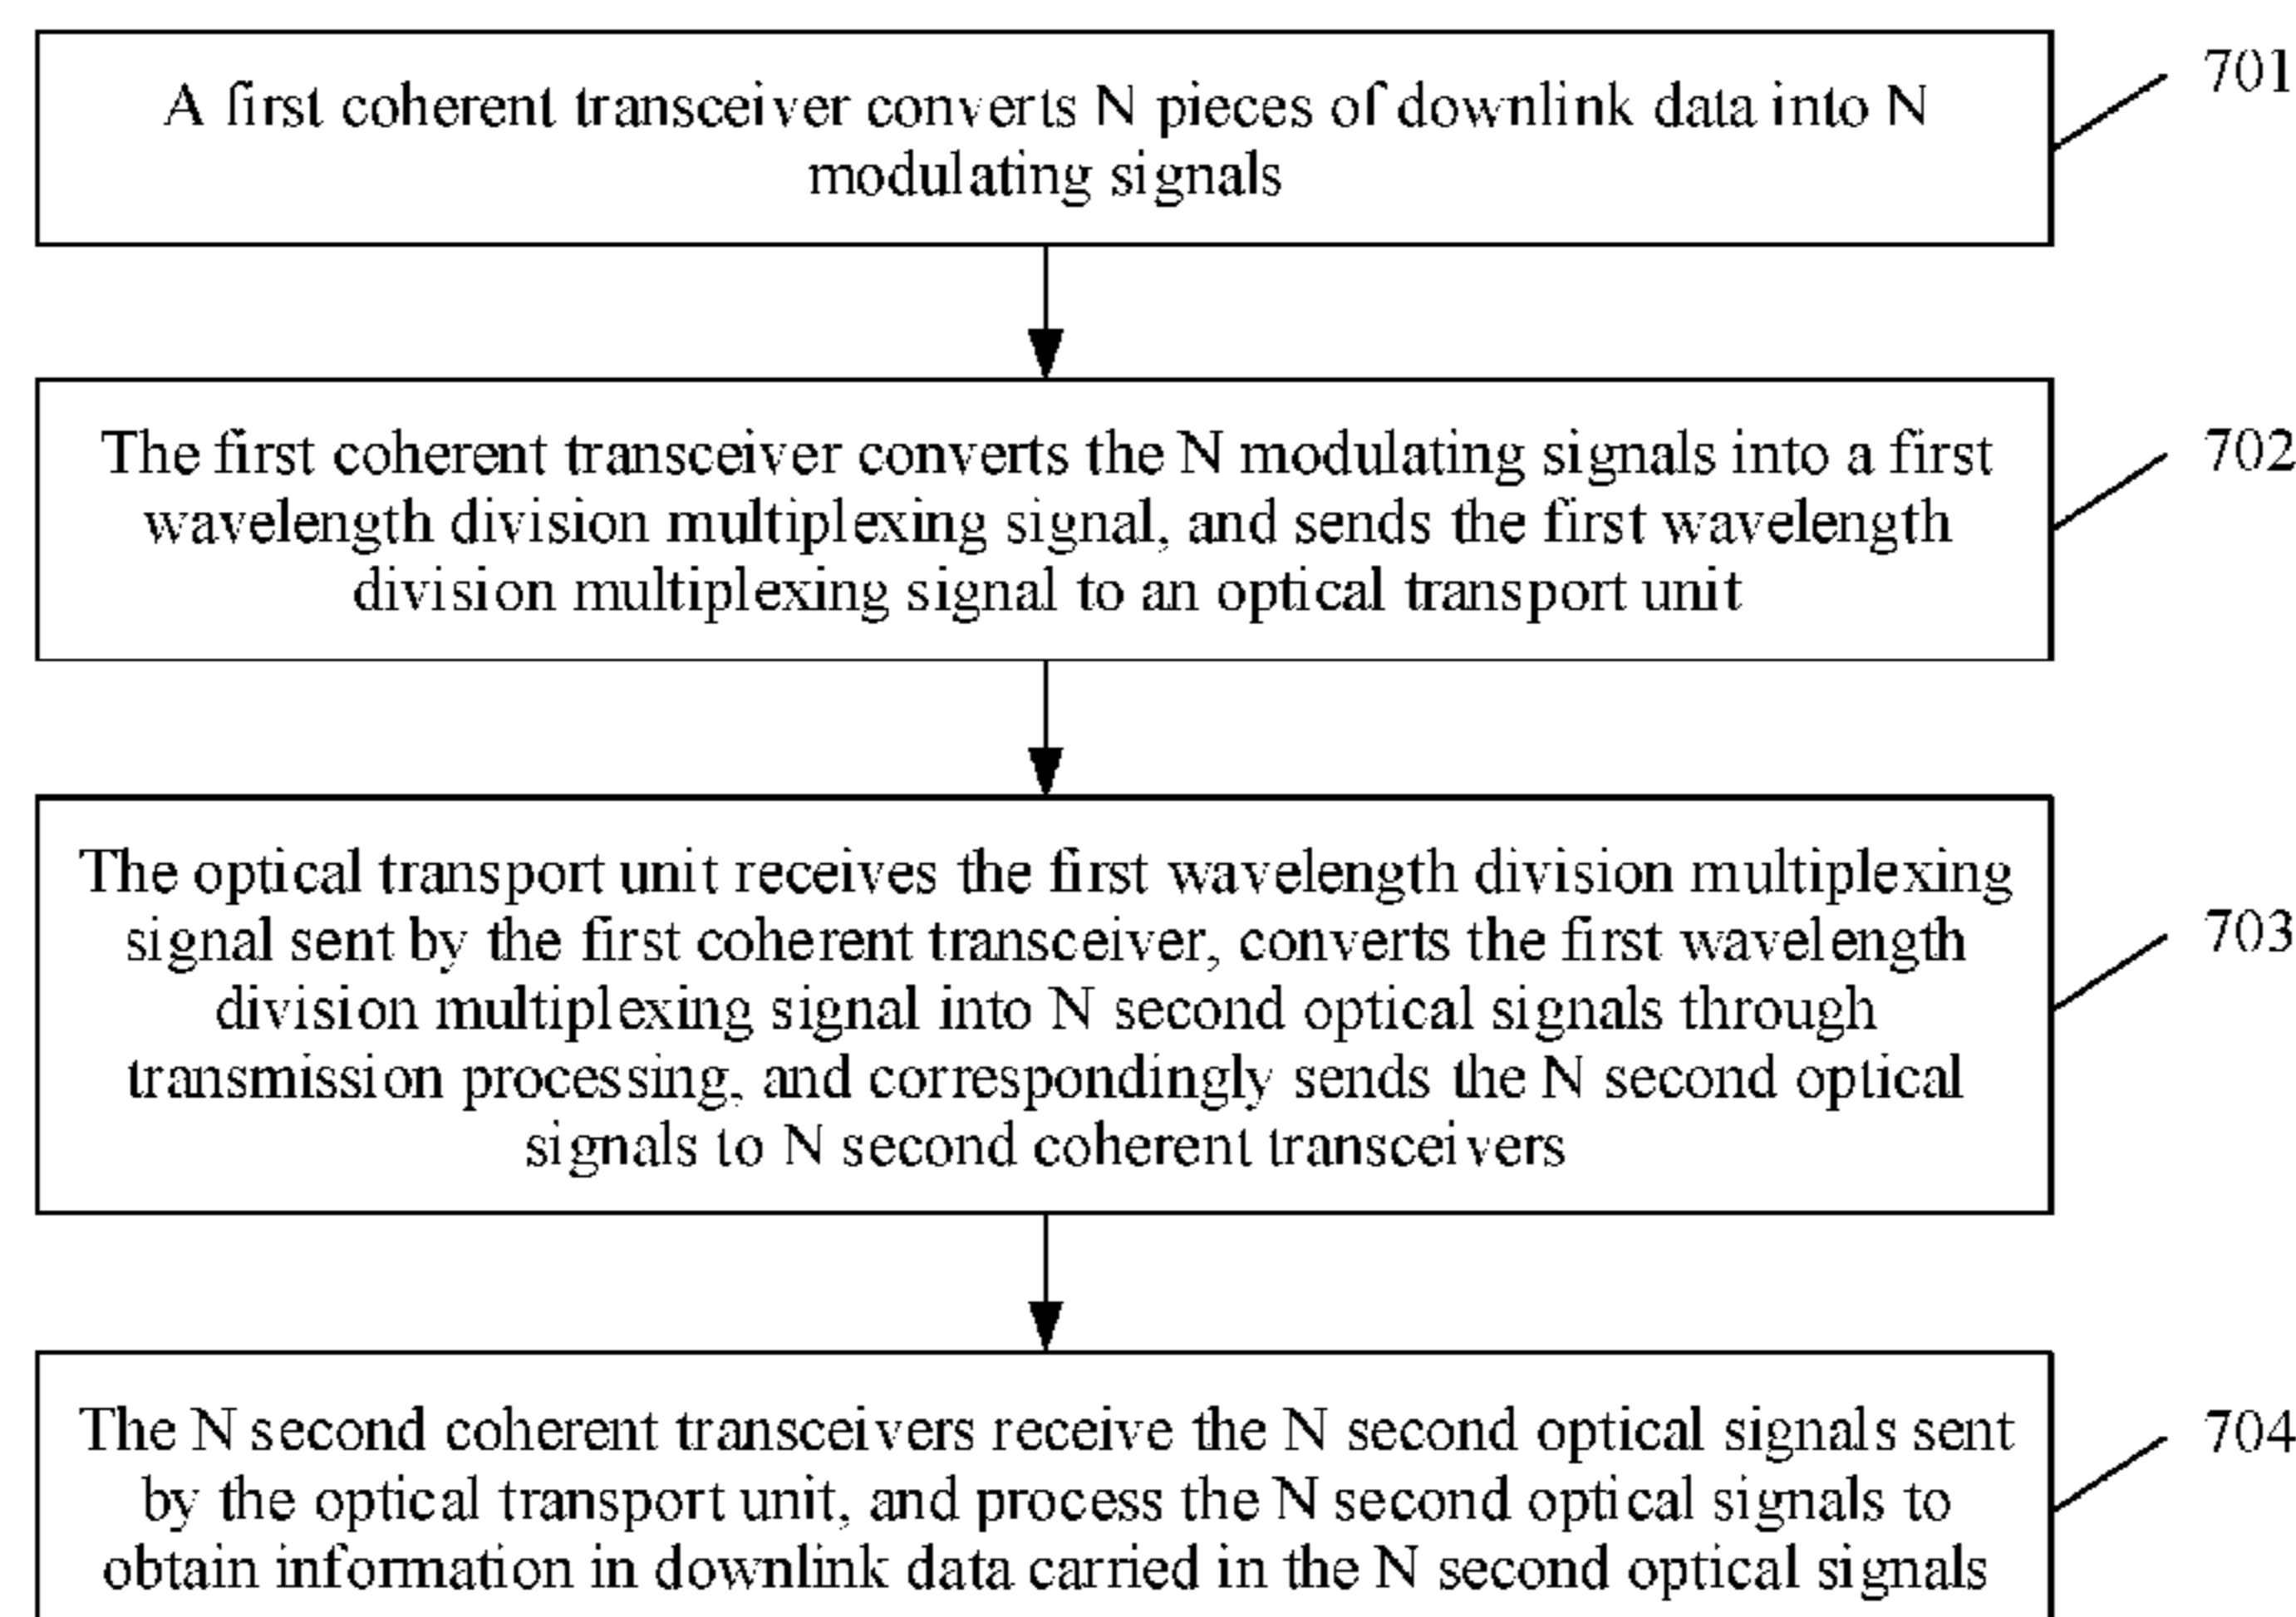 A first coherent transceiver converts N pieces of downlink data into N
modulating signals
701
The first coherent transceiver converts the N modulating signals into a first
wavelength division multiplexing signal, and sends the first wavelength
division multiplexing signal to an optical transport unit
702
The optical transport unit receives the first wavelength division multiplexing
signal sent by the first coherent transceiver, converts the first wavelength
division multiplexing signal into N second optical signals through
transmission processing, and correspondingly sends the N second optical
signals to N second coherent transceivers
703
The N second coherent transceivers receive the N second optical signals sent
by the optical transport unit, and process the N second optical signals to
obtain information in downlink data carried in the N second optical signals
704